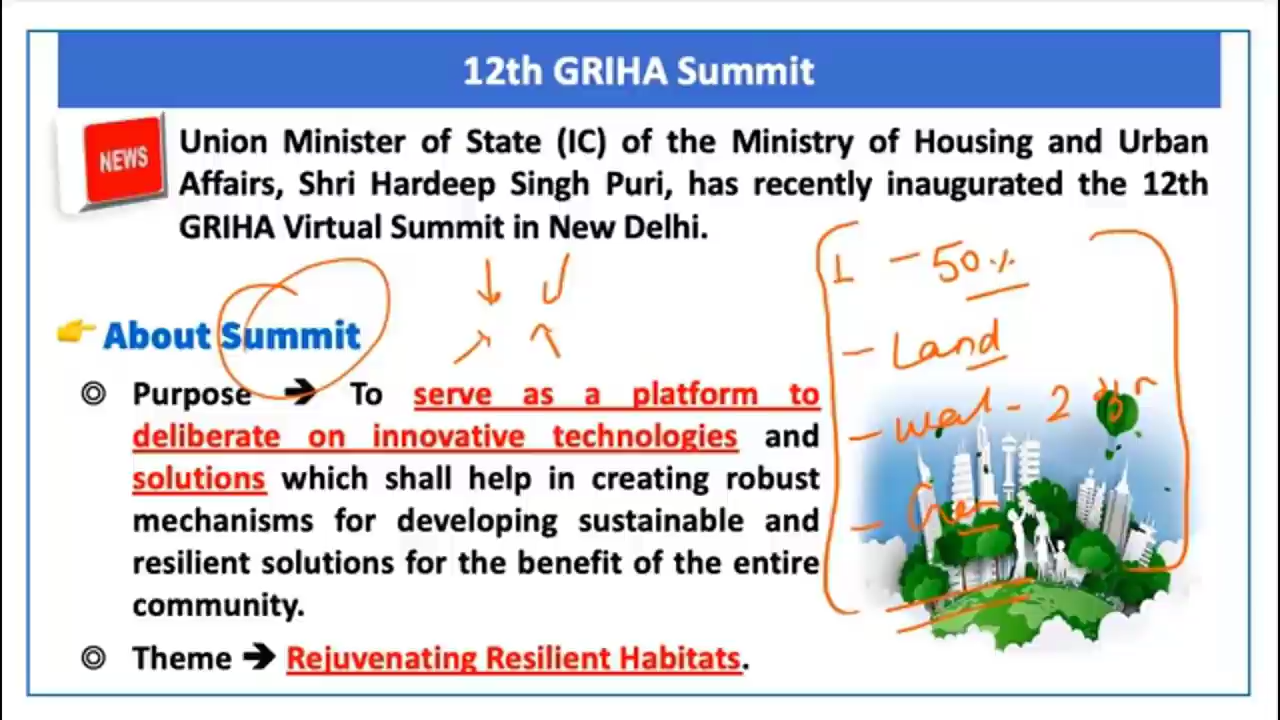 12th GRIHA Summit
NEWS
Union Minister of State (IC) of the Ministry of Housing and Urban
Affairs, Shri Hardeep Singh Puri, has recently inaugurated the 12th
GRIHA Virtual Summit in New Delhi.
About Summit
◎ Purpose → To serve as a platform to
deliberate on innovative technologies and
solutions which shall help in creating robust
mechanisms for developing sustainable and
resilient solutions for the benefit of the entire
community.
◎ Theme → Rejuvenating Resilient Habitats.
1 - 50%
- Land
- 2